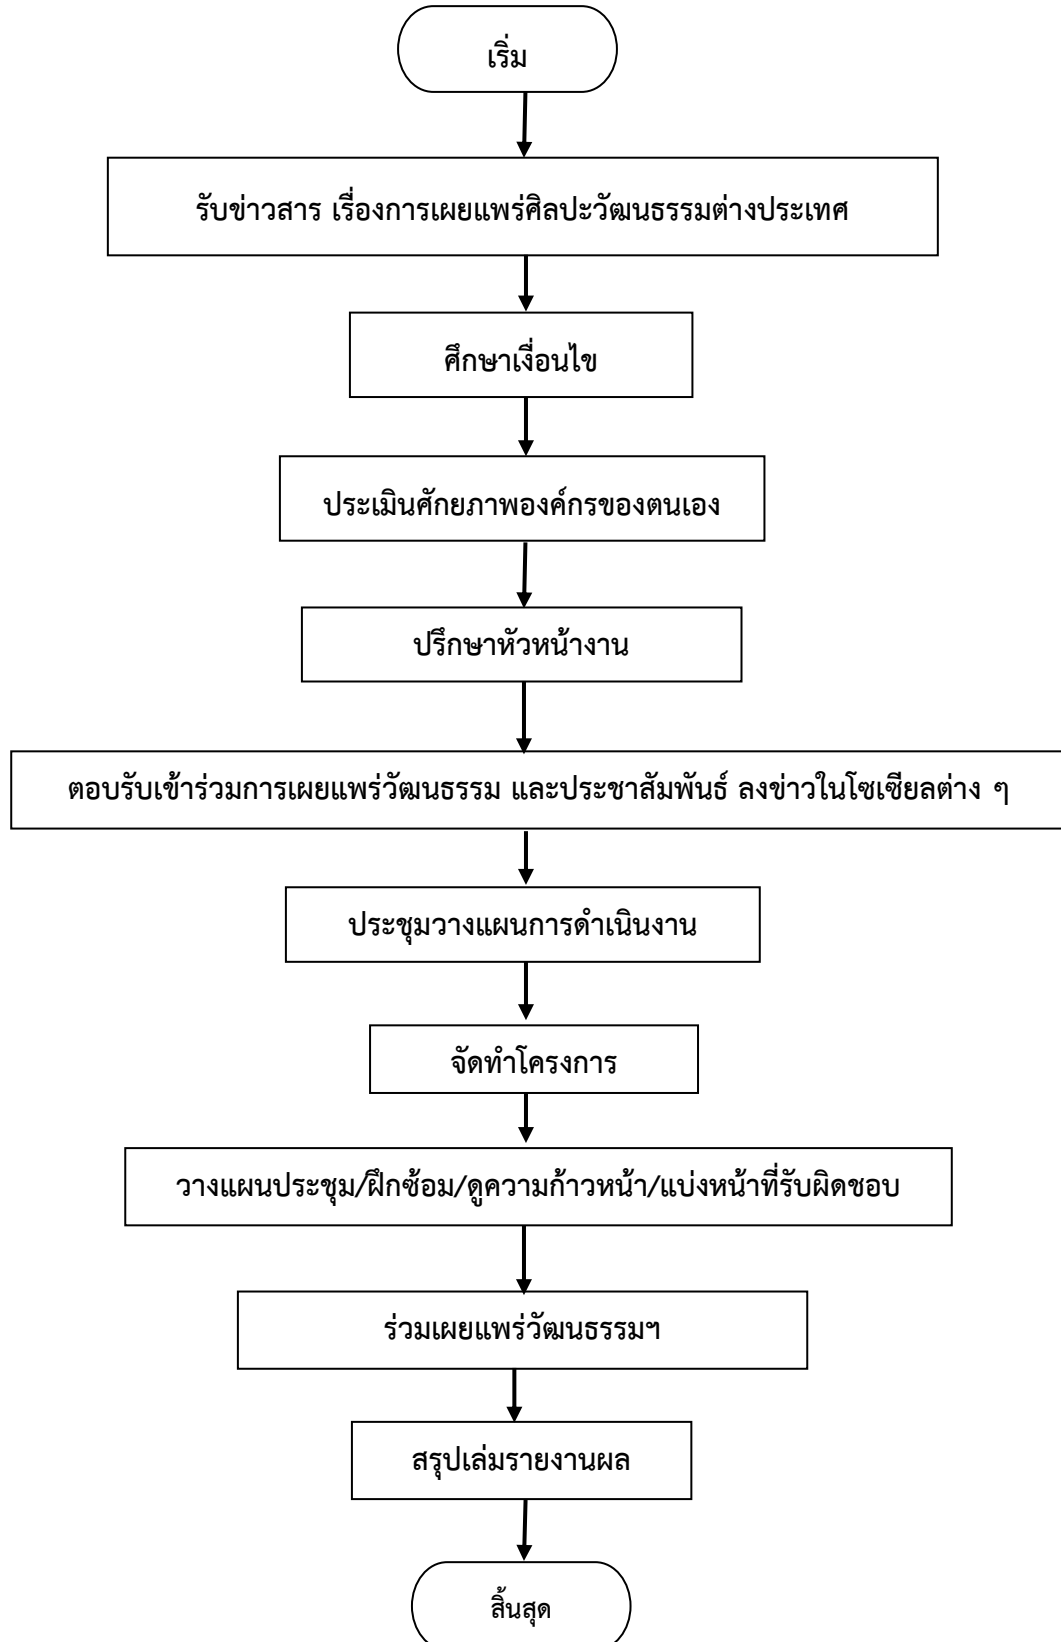 เริ่ม
รับข่าวสาร เรื่องการเผยแพร่ศิลปะวัฒนธรรมต่างประเทศ
ศึกษาเงื่อนไข
ประเมินศักยภาพองค์กรของตนเอง
ปรึกษาหัวหน้างาน
ตอบรับเข้าร่วมการเผยแพร่วัฒนธรรม และประชาสัมพันธ์ ลงข่าวในโซเซียลต่าง ๆ
ประชุมวางแผนการดำเนินงาน
จัดทำโครงการ
วางแผนประชุม/ฝึกซ้อม/ดูความก้าวหน้า/แบ่งหน้าที่รับผิดชอบ
ร่วมเผยแพร่วัฒนธรรมฯ
สรุปเล่มรายงานผล
สิ้นสุด